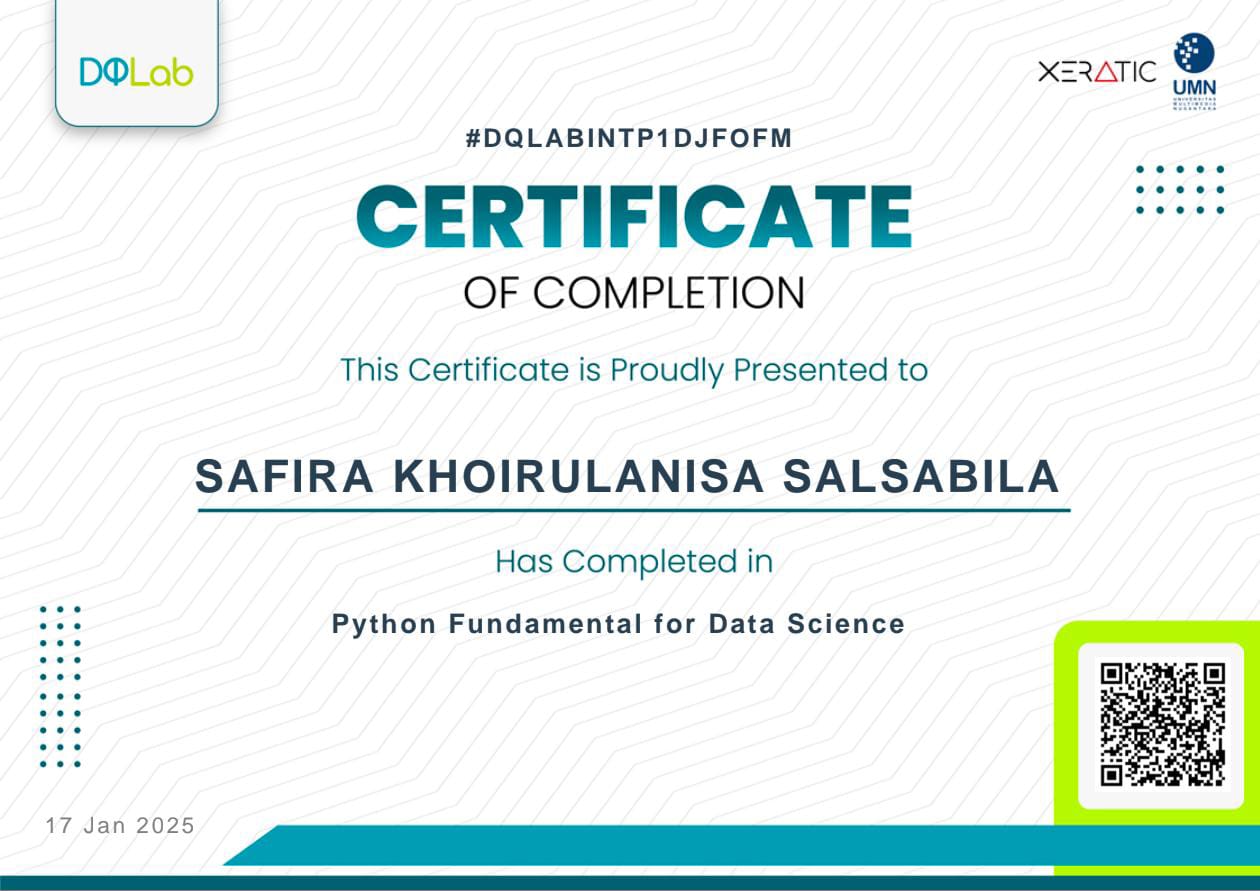 DQLab
XERATIC
UMN
UNIVERSITAS
MULTIMEDIA
NUSANTARA
#DQLABINTP1DJFOFM
CERTIFICATE
OF COMPLETION
This Certificate is Proudly Presented to
SAFIRA KHOIRULANISA SALSABILA
Has Completed in
Python Fundamental for Data Science
17 Jan 2025